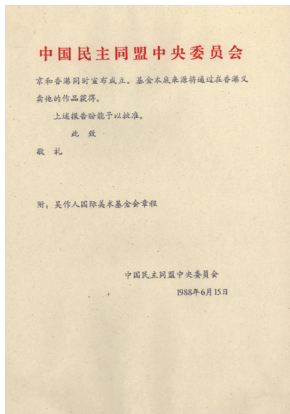 中国民主同盟中央委员会
京和香港同时宣布成立。基金本底来源将通过在香港义
卖他的作品获得。
上述报告盼能予以批准。
此 致
敬 礼
附：吴作人国际美术基金会章程
中国民主同盟中央委员会
1988年6月15日